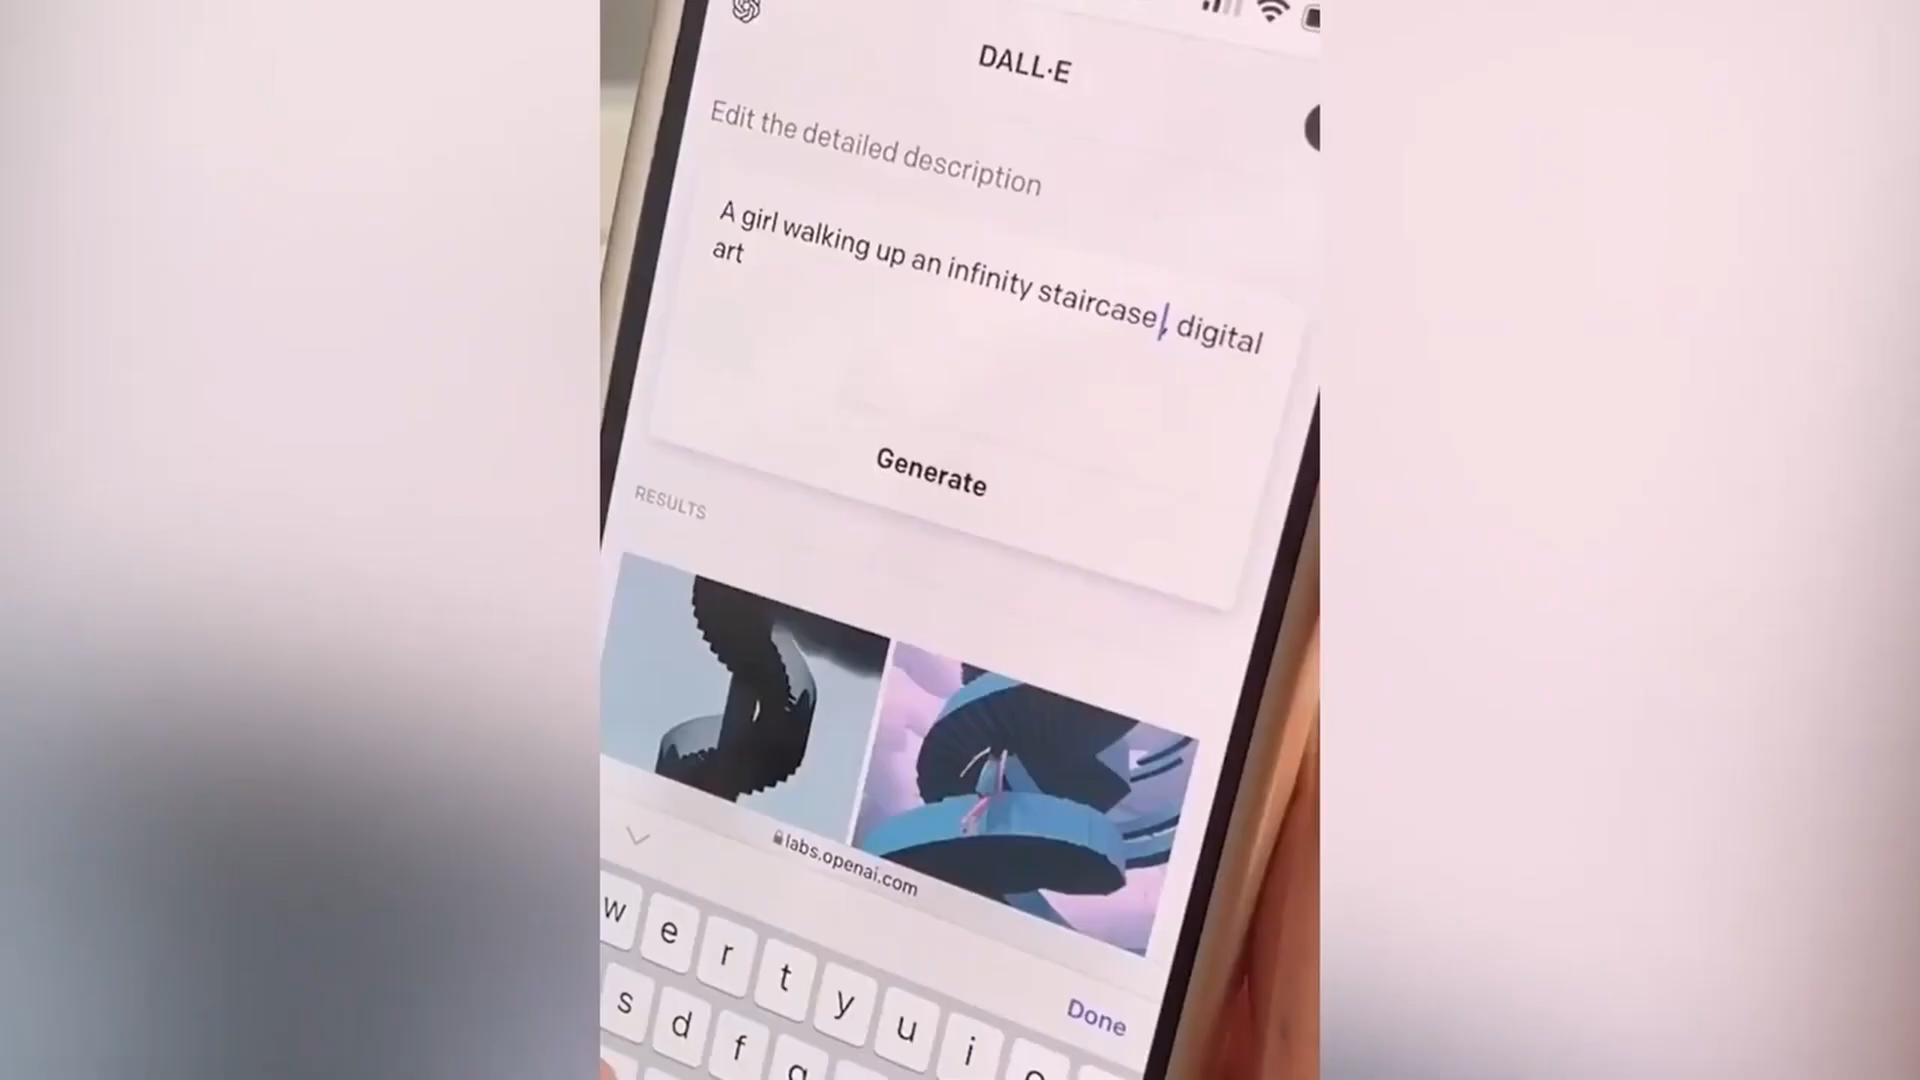 DALL·E
Edit the detailed description
A girl walking up an infinity staircase, digital
art
Generate
RESULTS
labs.openai.com
Done
w e r t y u i
s d f